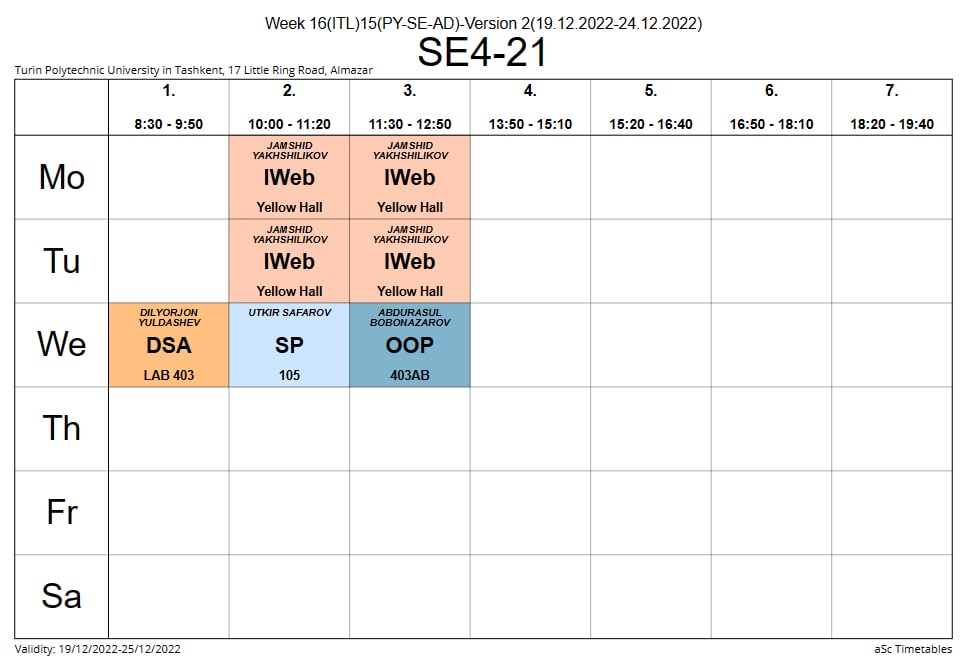 Week 16(ITL)15(PY-SE-AD)-Version 2(19.12.2022-24.12.2022)
SE4-21
Turin Polytechnic University in Tashkent, 17 Little Ring Road, Almazar
1. 2. 3. 4. 5. 6. 7.
8:30 - 9:50 10:00 - 11:20 11:30 - 12:50 13:50 - 15:10 15:20 - 16:40 16:50 - 18:10 18:20 - 19:40
Mo
JAMSHID
YAKHSHILIKOV
IWeb
Yellow Hall
JAMSHID
YAKHSHILIKOV
IWeb
Yellow Hall
Tu
JAMSHID
YAKHSHILIKOV
IWeb
Yellow Hall
JAMSHID
YAKHSHILIKOV
IWeb
Yellow Hall
We
DILYORJON
YULDASHEV
DSA
LAB 403
UTKIR SAFAROV
SP
105
ABDURASUL
BOBONAZAROV
OOP
403AB
Th
Fr
Sa
Validity: 19/12/2022-25/12/2022
aSc Timetables